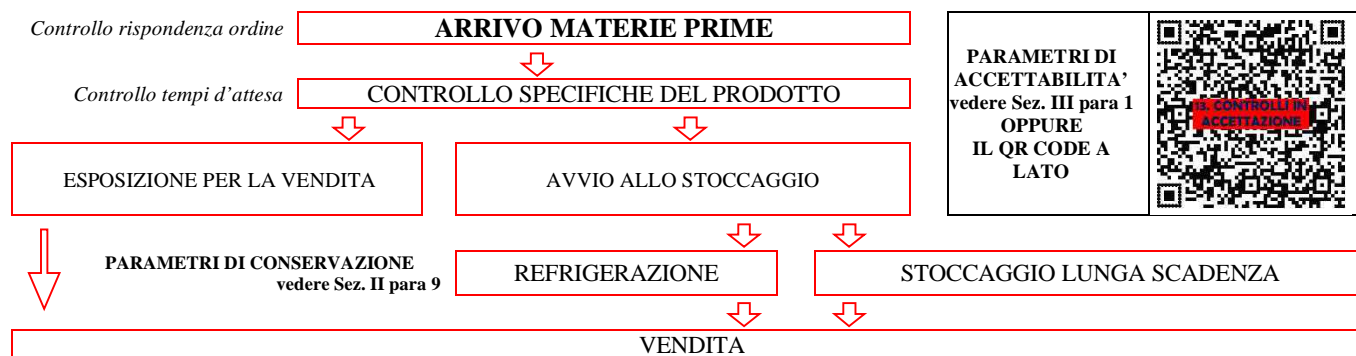 Controllo rispondenza ordine
ARRIVO MATERIE PRIME
Controllo tempi d'attesa
CONTROLLO SPECIFICHE DEL PRODOTTO
PARAMETRI DI
ACCETTABILITA'
vedere Sez. III para 1
OPPURE
IL QR CODE A
LATO
13. CONTROLLI IN
ACCETTAZIONE
ESPOSIZIONE PER LA VENDITA
AVVIO ALLO STOCCAGGIO
PARAMETRI DI CONSERVAZIONE
vedere Sez. II para 9
REFRIGERAZIONE
STOCCAGGIO LUNGA SCADENZA
VENDITA